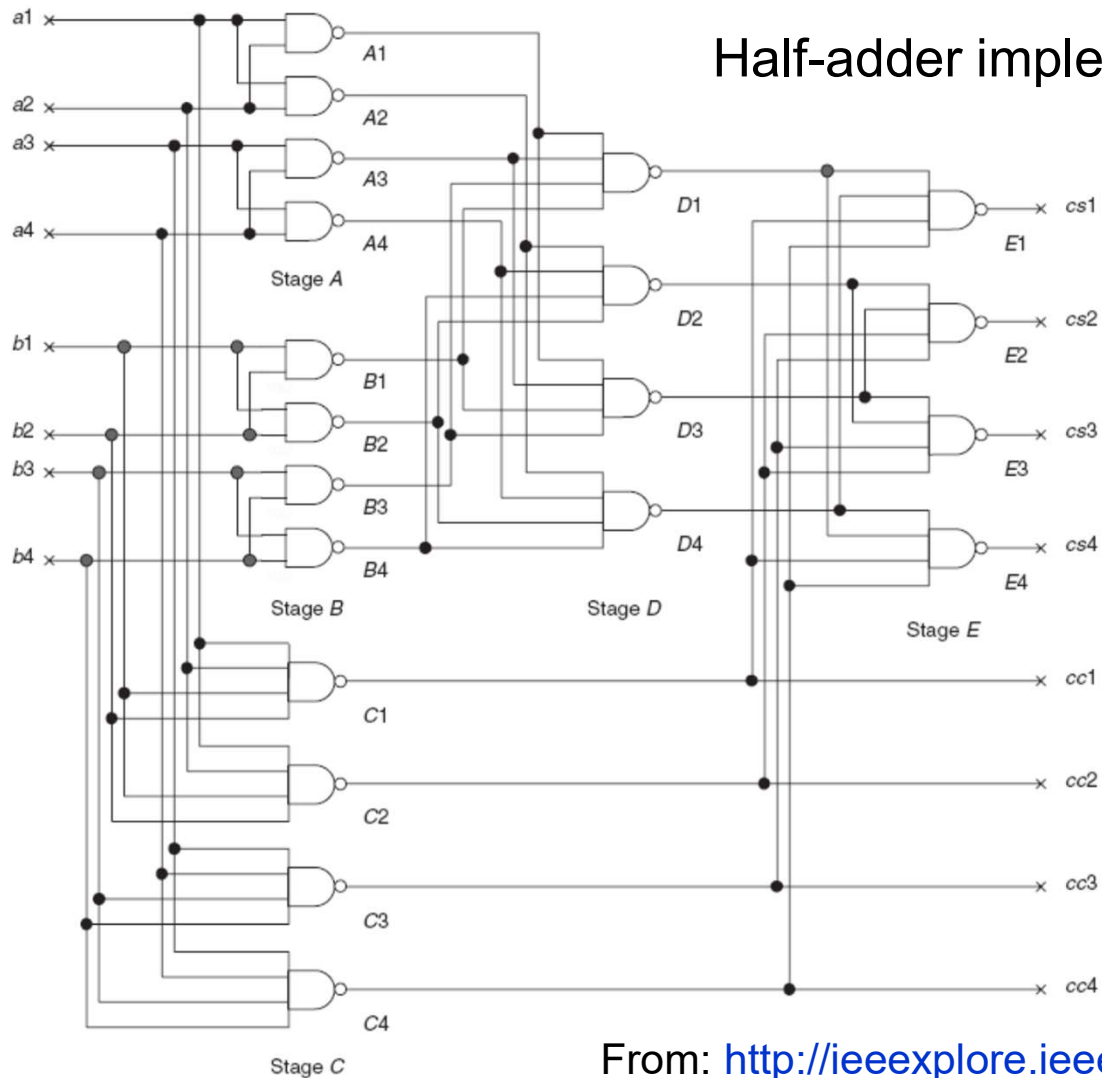 Half-adder imple
a1
A1
a2
A2
a3
A3
a4
A4
Stage A
D1
cs1
E1
D2
cs2
E2
b1
B1
b2
B2
b3
B3
b4
B4
Stage B
D3
cs3
E3
D4
cs4
E4
Stage D
Stage E
C1
cc1
C2
cc2
C3
cc3
C4
cc4
Stage C
From: http://ieeexplore.ieee